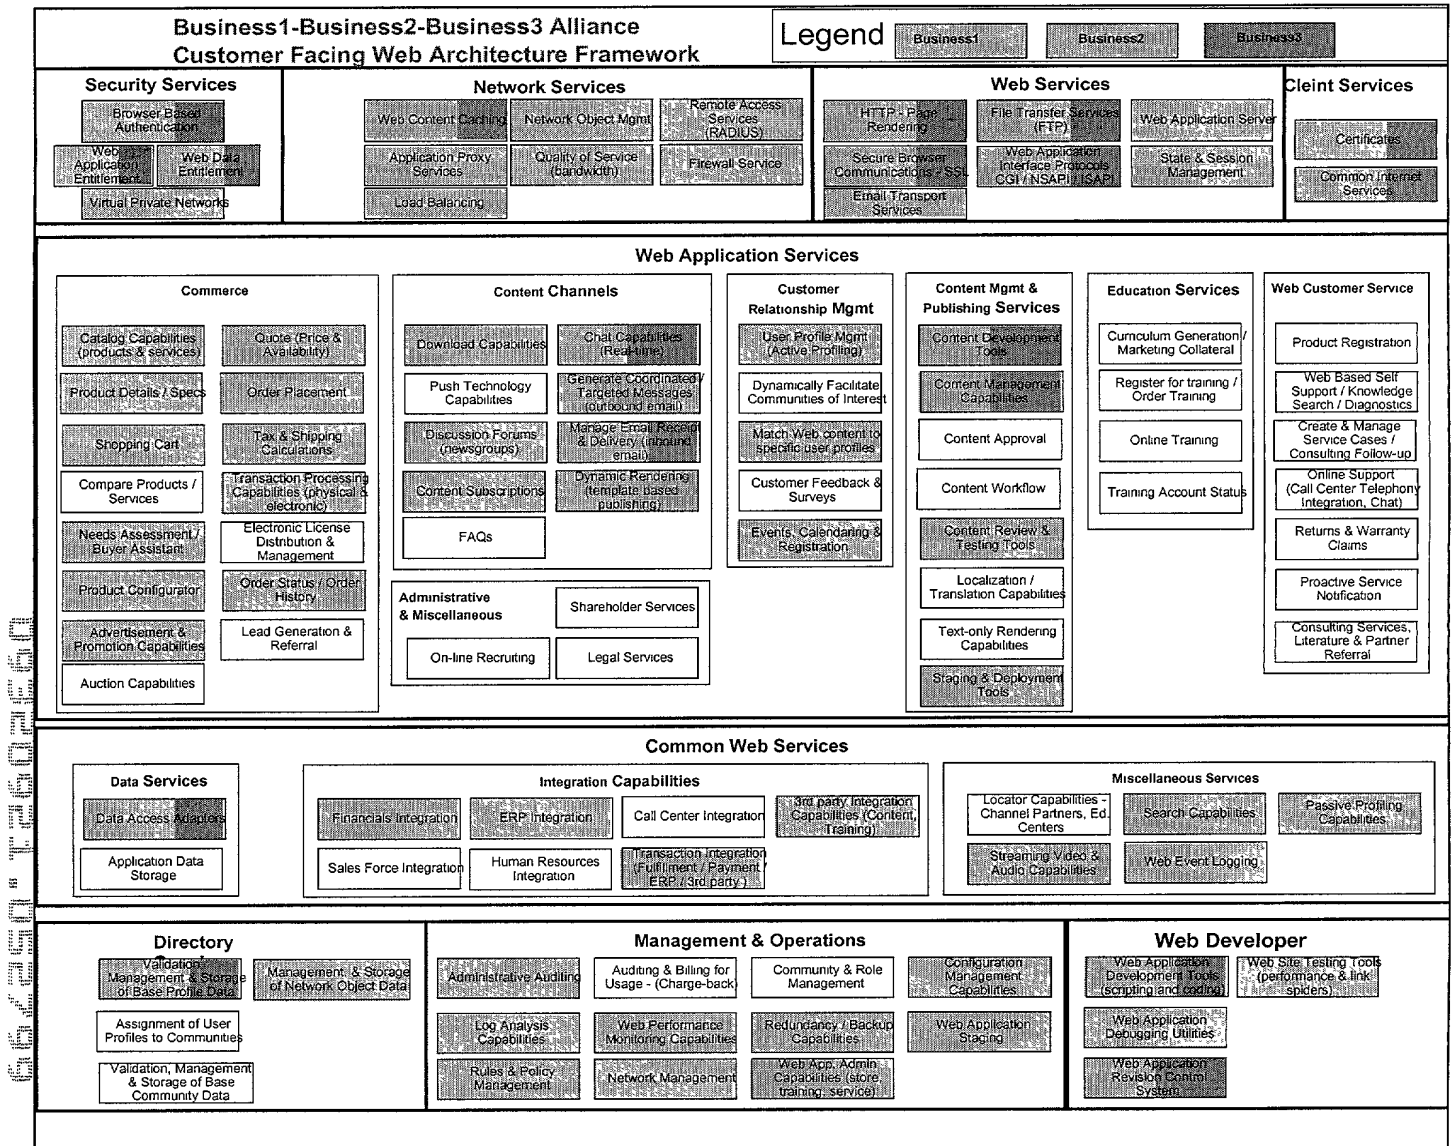 Business1-Business2-Business3 Alliance
Customer Facing Web Architecture Framework
Legend
Business1
Business2
Business3
Security Services
Browser Based
Authentication
Web
Application
Entitlement
Web Data
Entitlement
Virtual Private Networks
Network Services
Web Content Caching
Network Object Mgmt
Remote Access
Services
(RADIUS)
Application Proxy
Services
Quality of Service
(bandwidth)
Firewall Service
Load Balancing
Web Services
HTTP - Page
Rendering
File Transfer Services
(FTP)
Web Application Server
Secure Browser
Communications - SSL
Web Application
Interface Protocols
CGI / NSAPI / ISAPI
State & Session
Management
Email Transport
Services
Cleint Services
Certificates
Common Internet
Services
Web Application Services
Commerce
Catalog Capabilities
(products & services)
Quote (Price &
Availability)
Product Details / Specs
Order Placement
Shopping Cart
Tax & Shipping
Calculations
Compare Products /
Services
Transaction Processing
Capabilities (physical &
electronic)
Needs Assessment /
Buyer Assistant
Electronic License
Distribution &
Management
Product Configurator
Order Status / Order
History
Advertisement &
Promotion Capabilities
Lead Generation &
Referral
Auction Capabilities
Content Channels
Download Capabilities
Chat Capabilities
(Real-time)
Push Technology
Capabilities
Generate Coordinated /
Targeted Messages
(outbound email)
Discussion Forums
(newsgroups)
Manage Email Receipt
& Delivery (inbound
email)
Content Subscriptions
Dynamic Rendering
(template based
publishing)
FAQs
Administrative
& Miscellaneous
Shareholder Services
On-line Recruiting
Legal Services
Customer
Relationship Mgmt
User Profile Mgmt
(Active Profiling)
Dynamically Facilitate
Communities of Interest
Match Web content to
specific user profiles
Customer Feedback &
Surveys
Events, Calendaring &
Registration
Content Mgmt &
Publishing Services
Content Development
Tools
Content Management
Capabilities
Content Approval
Content Workflow
Content Review &
Testing Tools
Localization /
Translation Capabilities
Text-only Rendering
Capabilities
Staging & Deployment
Tools
Education Services
Curriculum Generation /
Marketing Collateral
Register for training /
Order Training
Online Training
Training Account Status
Web Customer Service
Product Registration
Web Based Self
Support / Knowledge
Search / Diagnostics
Create & Manage
Service Cases /
Consulting Follow-up
Online Support
(Call Center Telephony
Integration, Chat)
Returns & Warranty
Claims
Proactive Service
Notification
Consulting Services,
Literature & Partner
Referral
Common Web Services
Data Services
Data Access Adapters
Application Data
Storage
Integration Capabilities
Financials Integration
ERP Integration
Call Center Integration
3rd party Integration
Capabilities (Content,
Training)
Sales Force Integration
Human Resources
Integration
Transaction Integration
(Fulfillment / Payment /
ERP / 3rd party )
Miscellaneous Services
Locator Capabilities -
Channel Partners, Ed.
Centers
Search Capabilities
Passive Profiling
Capabilities
Streaming Video &
Audio Capabilities
Web Event Logging
Directory
Validation
Management & Storage
of Base Profile Data
Management & Storage
of Network Object Data
Assignment of User
Profiles to Communities
Validation, Management
& Storage of Base
Community Data
Management & Operations
Administrative Auditing
Auditing & Billing for
Usage - (Charge-back)
Community & Role
Management
Configuration
Management
Capabilities
Log Analysis
Capabilities
Web Performance
Monitoring Capabilities
Redundancy / Backup
Capabilities
Web Application
Staging
Rules & Policy
Management
Network Management
Web App. Admin
Capabilities (store,
training, service)
Web Developer
Web Application
Development Tools
(scripting and coding)
Web Site Testing Tools
(performance & link
spiders)
Web Application
Debugging Utilities
Web Application
Revision Control
System